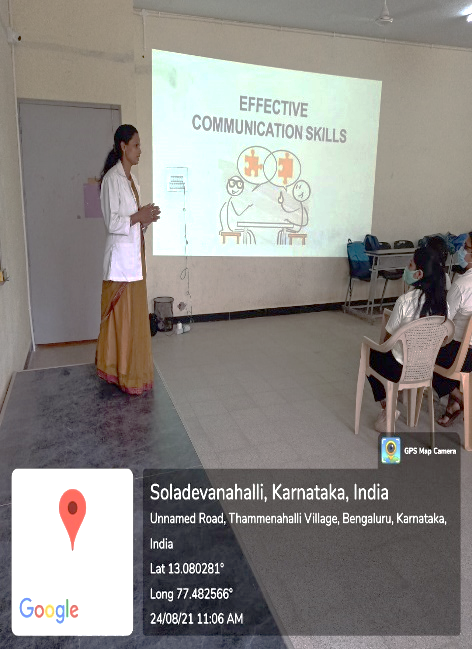 EFFECTIVE
COMMUNICATION SKILLS
GPS Map Camera
Soladevanahalli, Karnataka, India
Unnamed Road, Thammenahalli Village, Bengaluru, Karnataka,
India
Lat 13.080281°
Long 77.482566°
24/08/21 11:06 AM
Google